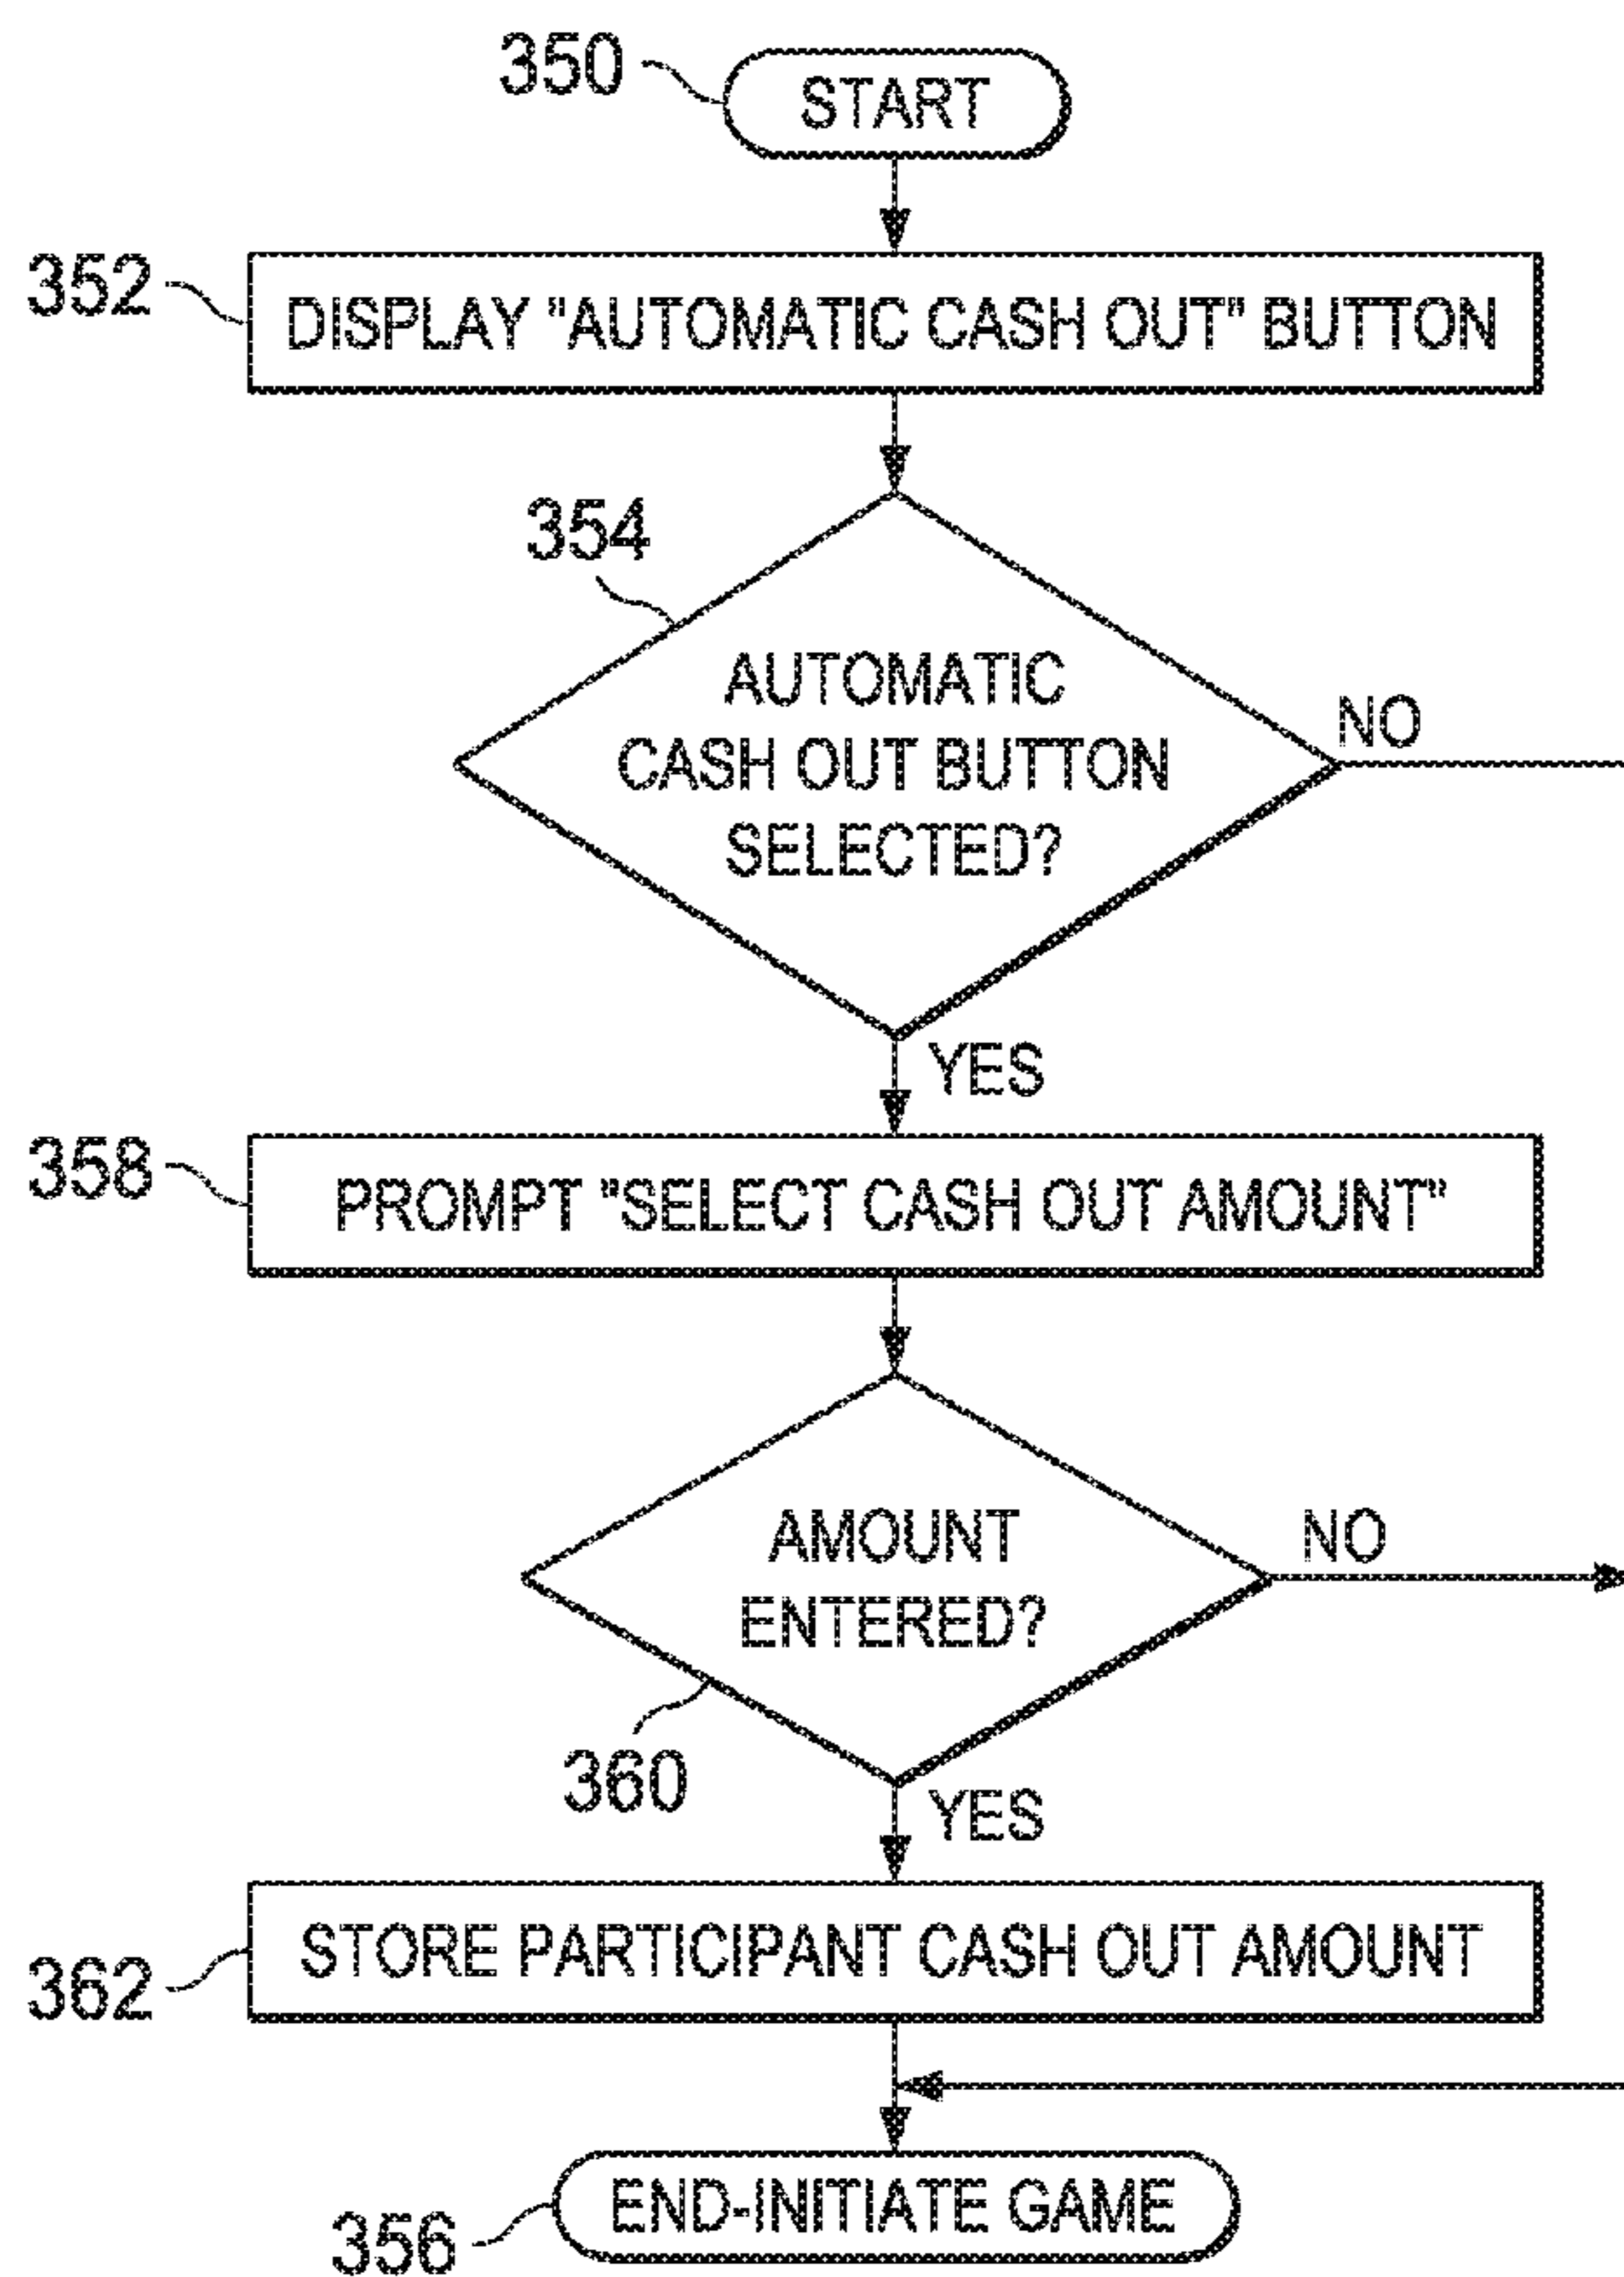 350
START
352
DISPLAY "AUTOMATIC CASH OUT" BUTTON
354
AUTOMATIC
CASH OUT BUTTON
SELECTED?
NO
YES
358
PROMPT "SELECT CASH OUT AMOUNT"
AMOUNT
ENTERED?
NO
360
YES
STORE PARTICIPANT CASH OUT AMOUNT
362
END-INITIATE GAME
356